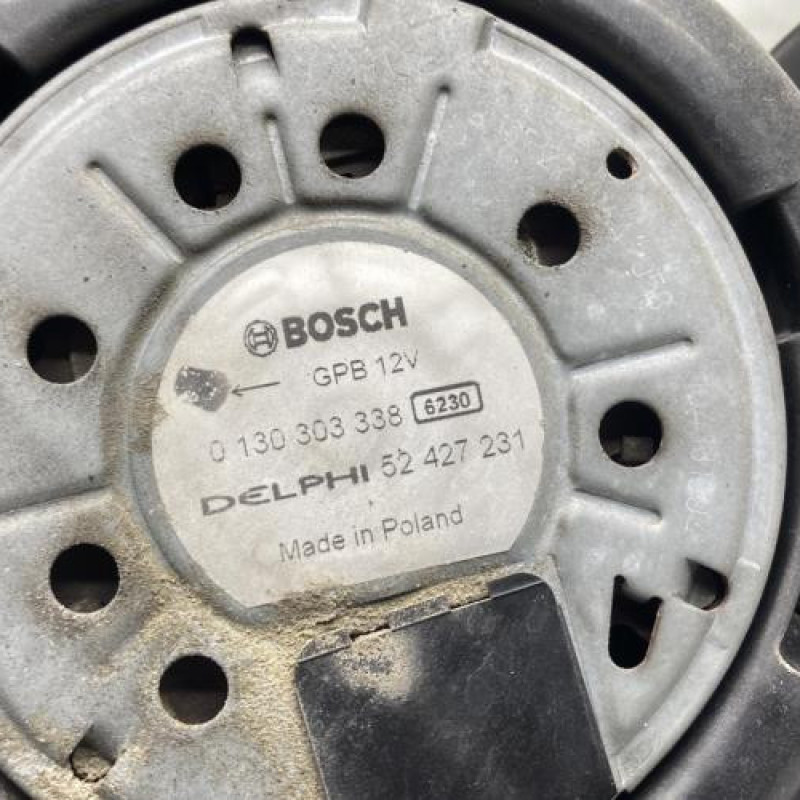 BOSCH
GPB 12V
0 130 303 338 6230
DELPHI 52 427 231
Made in Poland